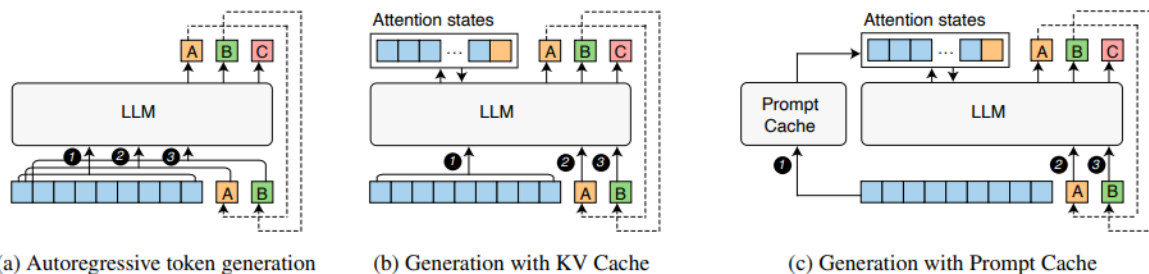 Attention states
Attention states
A B C
... A B C
... A B C
LLM
LLM
Prompt
Cache
LLM
1 2 3
1 2 3
1 2 3
A B
A B
A B
(a) Autoregressive token generation
(b) Generation with KV Cache
(c) Generation with Prompt Cache